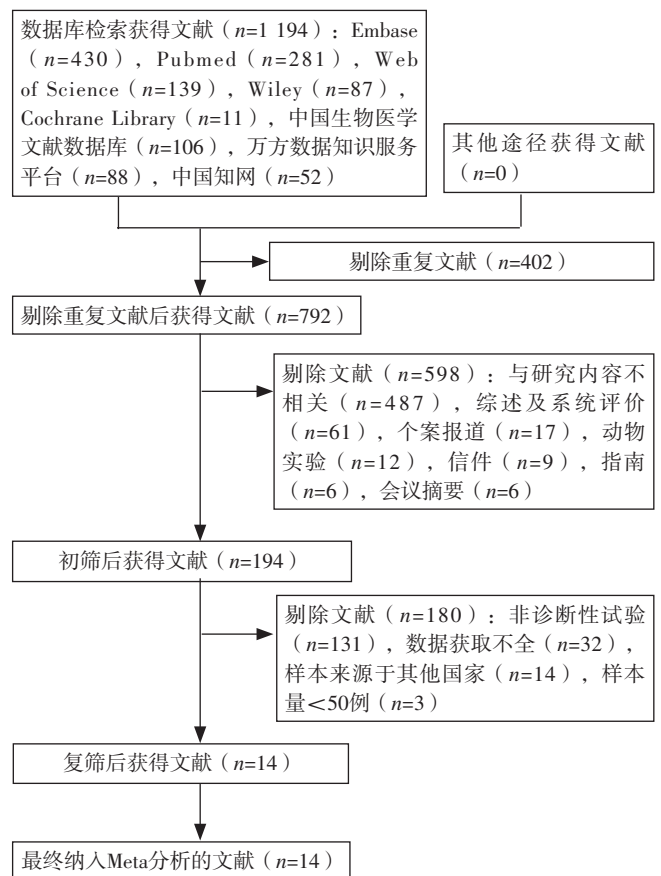 数据库检索获得文献（n=1 194）：Embase
（n=430），Pubmed（n=281），Web
of Science（n=139），Wiley（n=87），
Cochrane Library（n=11），中国生物医学
文献数据库（n=106），万方数据知识服务
平台（n=88），中国知网（n=52）
其他途径获得文献
（n=0）
剔除重复文献（n=402）
剔除重复文献后获得文献（n=792）
剔除文献（n=598）：与研究内容不
相关（n=487），综述及系统评价
（n=61），个案报道（n=17），动物
实验（n=12），信件（n=9），指南
（n=6），会议摘要（n=6）
初筛后获得文献（n=194）
剔除文献（n=180）：非诊断性试验
（n=131），数据获取不全（n=32），
样本来源于其他国家（n=14），样本
量＜50例（n=3）
复筛后获得文献（n=14）
最终纳入Meta分析的文献（n=14）